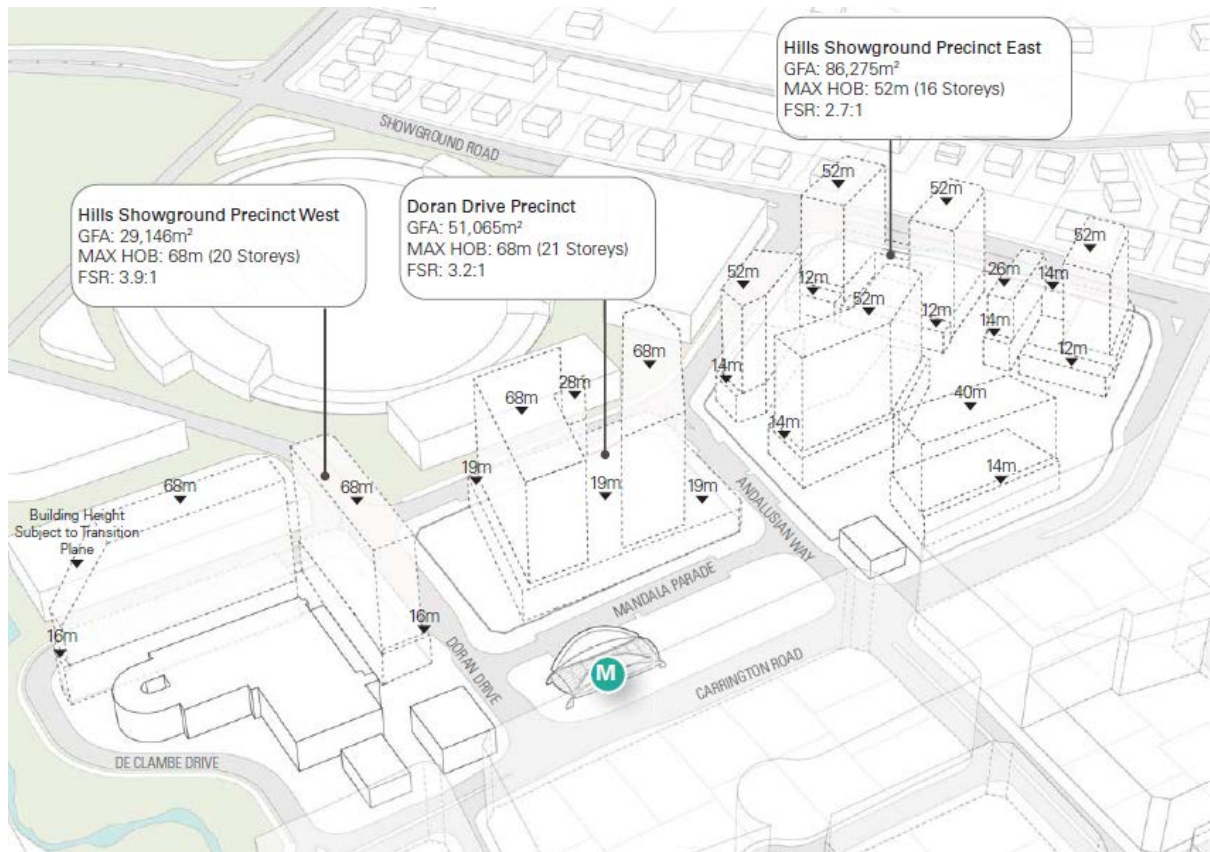 Hills Showground Precinct East
GFA: 86,275m²
MAX HOB: 52m (16 Storeys)
FSR: 2.7:1
SHOWGROUND ROAD
Hills Showground Precinct West
GFA: 29,146m²
MAX HOB: 68m (20 Storeys)
FSR: 3.9:1
Doran Drive Precinct
GFA: 51,065m²
MAX HOB: 68m (21 Storeys)
FSR: 3.2:1
52m
52m
52m
52m
12m
26m
14m
52m
12m
14m
14m
12m
68m
28m
68m
40m
14m
14m
19m
19m
19m
68m
68m
Building Height
Subject to Transition
Plane
ANDALUSIAN WAY
MANDALA PARADE
16m
16m
DORAN DRIVE
M
CARRINGTON ROAD
DE CLAMBE DRIVE